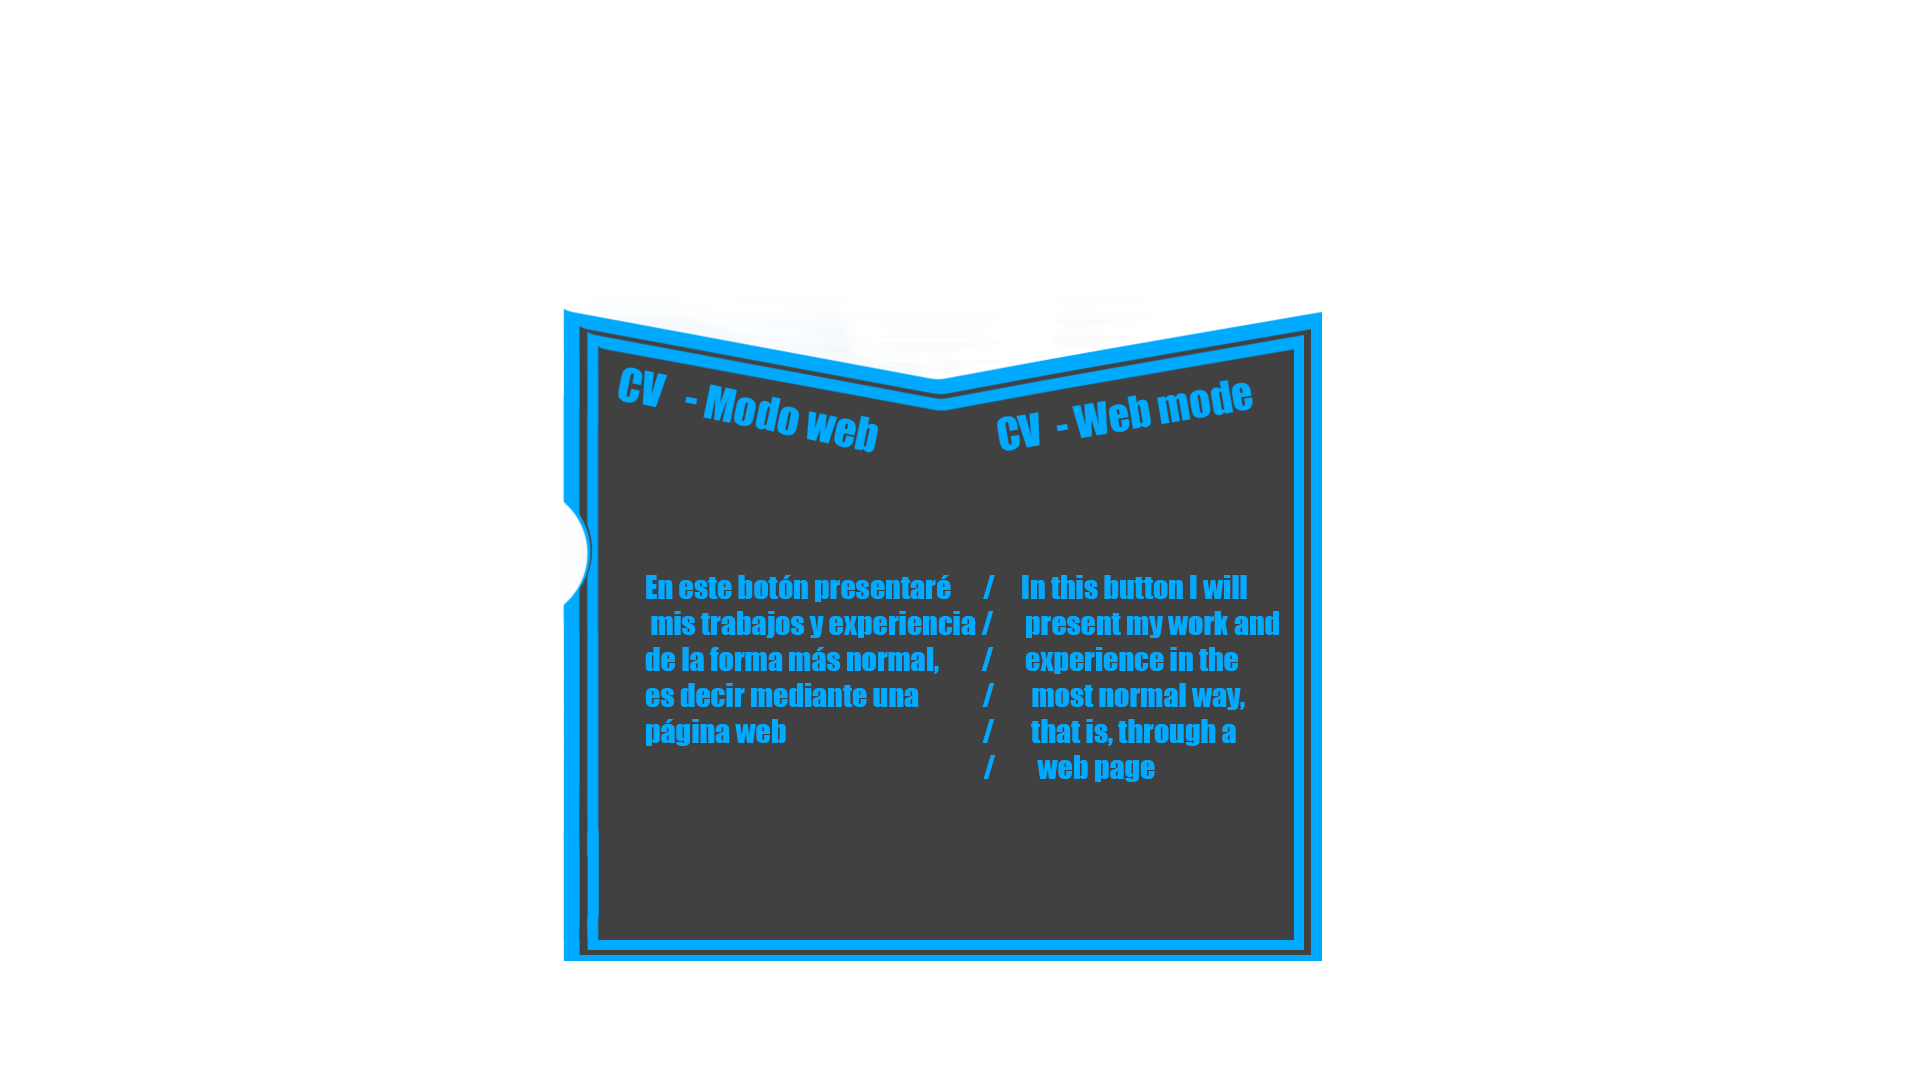 CV - Modo web
CV - Web mode
En este botón presentaré / In this button I will
mis trabajos y experiencia / present my work and
de la forma más normal, / experience in the
es decir mediante una / most normal way,
página web / that is, through a
/ web page